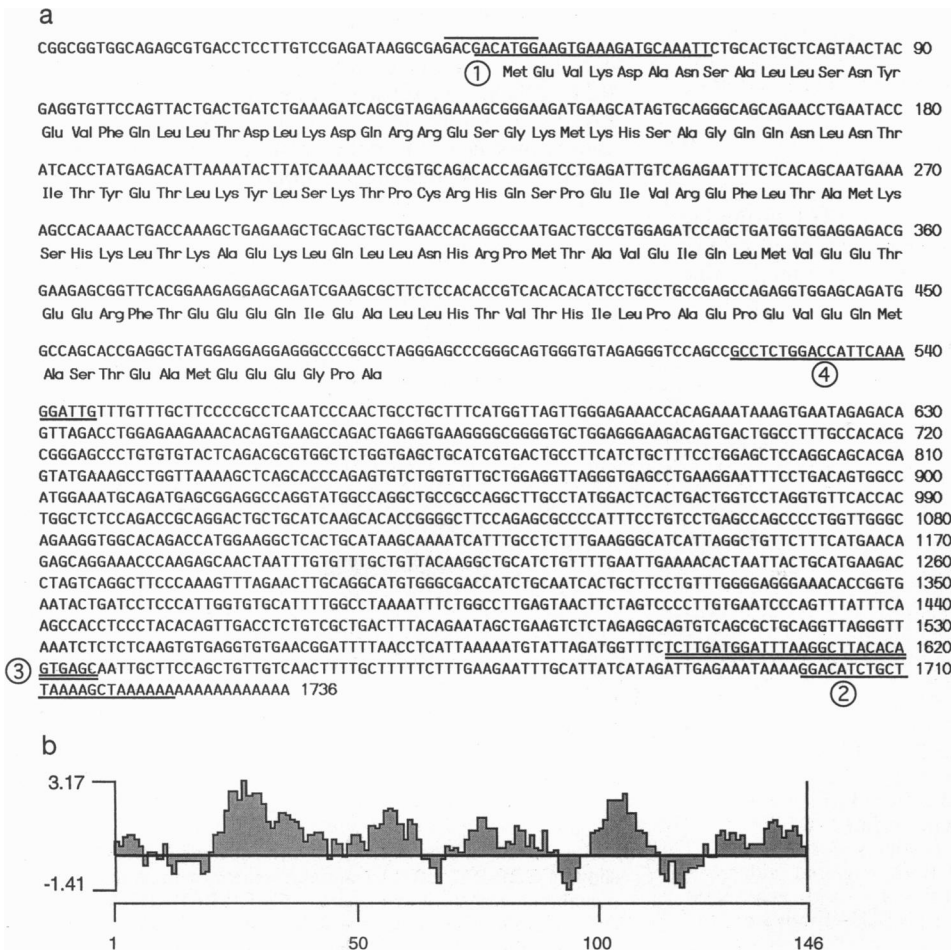 a
CGGCGGTGGCAGAGCGTGACCTCCTTGTCCGAGATAAGGCGAGACGACATGGAAGTGAAAGATGCAAATTCTGCACTGCTCAGTAACTAC 90
① Met Glu Val Lys Asp Ala Asn Ser Ala Leu Leu Ser Asn Tyr
GAGGTGTTCCAGTTACTGACTGATCTGAAAGATCAGCGTAGAGAAAGCGGGAAGATGAAGCATAGTGCAGGGCAGCAGAACCTGAATACC 180
Glu Val Phe Gln Leu Leu Thr Asp Leu Lys Asp Gln Arg Arg Glu Ser Gly Lys Met Lys His Ser Ala Gly Gln Gln Asn Leu Asn Thr
ATCACCTATGAGACATTAAAATACTTATCAAAAACTCCGTGCAGACACCAGAGTCCTGAGATTGTCAGAGAATTTCTCACAGCAATGAAA 270
Ile Thr Tyr Glu Thr Leu Lys Tyr Leu Ser Lys Thr Pro Cys Arg His Gln Ser Pro Glu Ile Val Arg Glu Phe Leu Thr Ala Met Lys
AGCCACAAACTGACCAAAGCTGAGAAGCTGCAGCTGCTGAACCACAGGCCAATGACTGCCGTGGAGATCCAGCTGATGGTGGAGGAGACG 360
Ser His Lys Leu Thr Lys Ala Glu Lys Leu Gln Leu Leu Asn His Arg Pro Met Thr Ala Val Glu Ile Gln Leu Met Val Glu Glu Thr
GAAGAGCGGTTCACGGAAGAGGAGCAGATCGAAGCGCTTCTCCACACCGTCACACACATCCTGCCTGCCGAGCCAGAGGTGGAGCAGATG 450
Glu Glu Arg Phe Thr Glu Glu Glu Gln Ile Glu Ala Leu Leu His Thr Val Thr His Ile Leu Pro Ala Glu Pro Glu Val Glu Gln Met
GCCAGCACCGAGGCTATGGAGGAGGAGGGCCCGGCCTAGGGAGCCCGGGCAGTGGGTGTAGAGGGTCCAGCCGCCTCTGGACCATTCAAA 540
Ala Ser Thr Glu Ala Met Glu Glu Glu Gly Pro Ala ④
GGATTGTTTGTTTGCTTCCCCGCCTCAATCCCAACTGCCTGCTTTCATGGTTAGTTGGGAGAAACCACAGAAATAAAGTGAATAGAGACA 630
GTTAGACCTGGAGAAGAAACACAGTGAAGCCAGACTGAGGTGAAGGGGCGGGGTGCTGGAGGGAAGACAGTGACTGGCCTTTGCCACACG 720
CGGGAGCCCTGTGTGTACTCAGACGCGTGGCTCTGGTGAGCTGCATCGTGACTGCCTTCATCTGCTTTCCTGGAGCTCCAGGCAGCACGA 810
GTATGAAAGCCTGGTTAAAAGCTCAGCACCCAGAGTGTCTGGTGTTGCTGGAGGTTAGGGTGAGCCTGAAGGAATTTCCTGACAGTGGCC 900
ATGGAAATGCAGATGAGCGGAGGCCAGGTATGGCCAGGCTGCCGCCAGGCTTGCCTATGGACTCACTGACTGGTCCTAGGTGTTCACCAC 990
TGGCTCTCCAGACCGCAGGACTGCTGCATCAAGCACACCGGGGCTTCCAGAGCGCCCCATTTCCTGTCCTGAGCCAGCCCCTGGTTGGGC 1080
AGAAGGTGGCACAGACCATGGAAGGCTCACTGCATAAGCAAAATCATTTGCCTCTTTGAAGGGCATCATTAGGCTGTTCTTTCATGAACA 1170
GAGCAGGAAACCCAAGAGCAACTAATTTGTGTTTGCTGTTACAAGGCTGCATCTGTTTTGAATTGAAAACACTAATTACTGCATGAAGAC 1260
CTAGTCAGGCTTCCCAAAGTTTAGAACTTGCAGGCATGTGGGCGACCATCTGCAATCACTGCTTCCTGTTTGGGGAGGGAAACACCGGTG 1350
AATACTGATCCTCCCATTGGTGTGCATTTTGGCCTAAAATTTCTGGCCTTGAGTAACTTCTAGTCCCCTTGTGAATCCCAGTTTATTTCA 1440
AGCCACCTCCCTACACAGTTGACCTCTGTCGCTGACTTTACAGAATAGCTGAAGTCTCTAGAGGCAGTGTCAGCGCTGCAGGTTAGGGTT 1530
AAATCTCTCTCAAGTGTGAGGTGTGAACGGATTTTTAACCTCATTAAAAATGTATTAGATGGTTTCTCTTGATGGATTTAAGGCTTACACA 1620
③ GTGAGCAATTGCTTCCAGCTGTTGTCAACTTTTGCTTTTTCTTTGAAGAATTTGCATTATCATAGATTGAGAAATAAAAGGACATCTGCT 1710
TAAAAGCTAAAAAAAAAAAAAAAAAA 1736 ②
b
3.17
-1.41
1 50 100 146